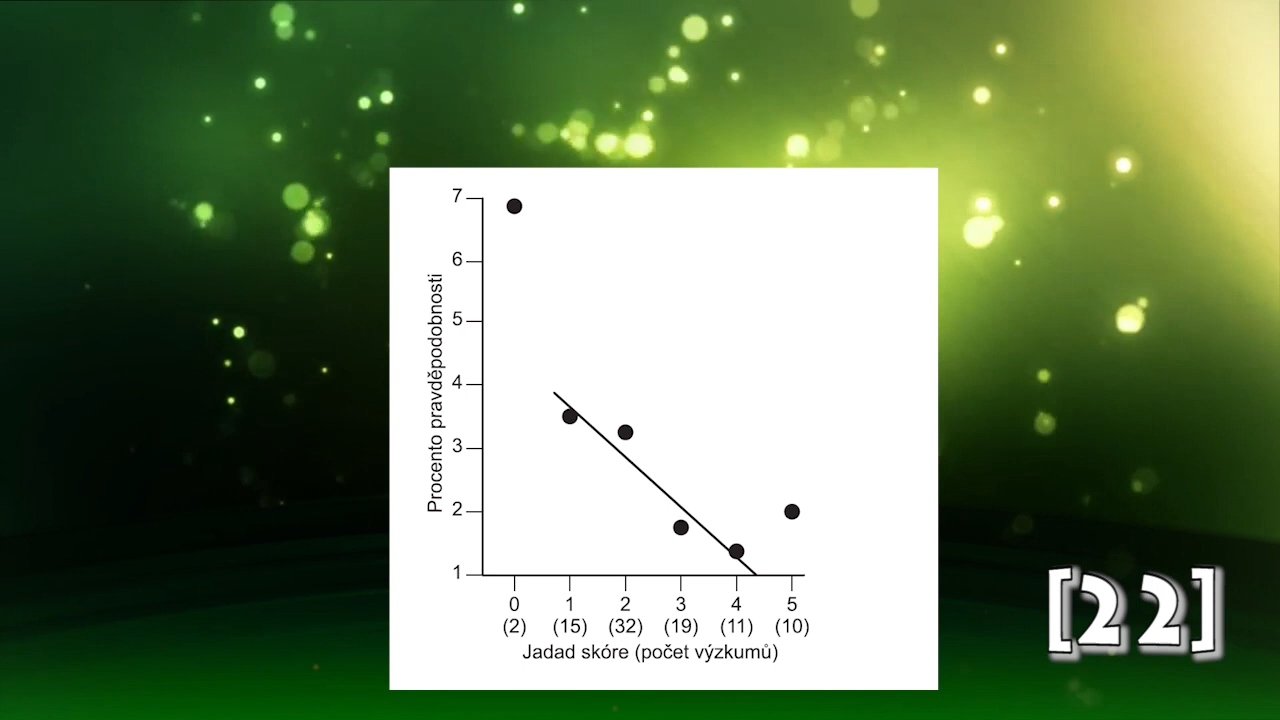 7
6
5
4
3
2
1
Procento pravděpodobnosti
0 1 2 3 4 5
(2) (15) (32) (19) (11) (10)
Jadad skóre (počet výzkumů)
[22]